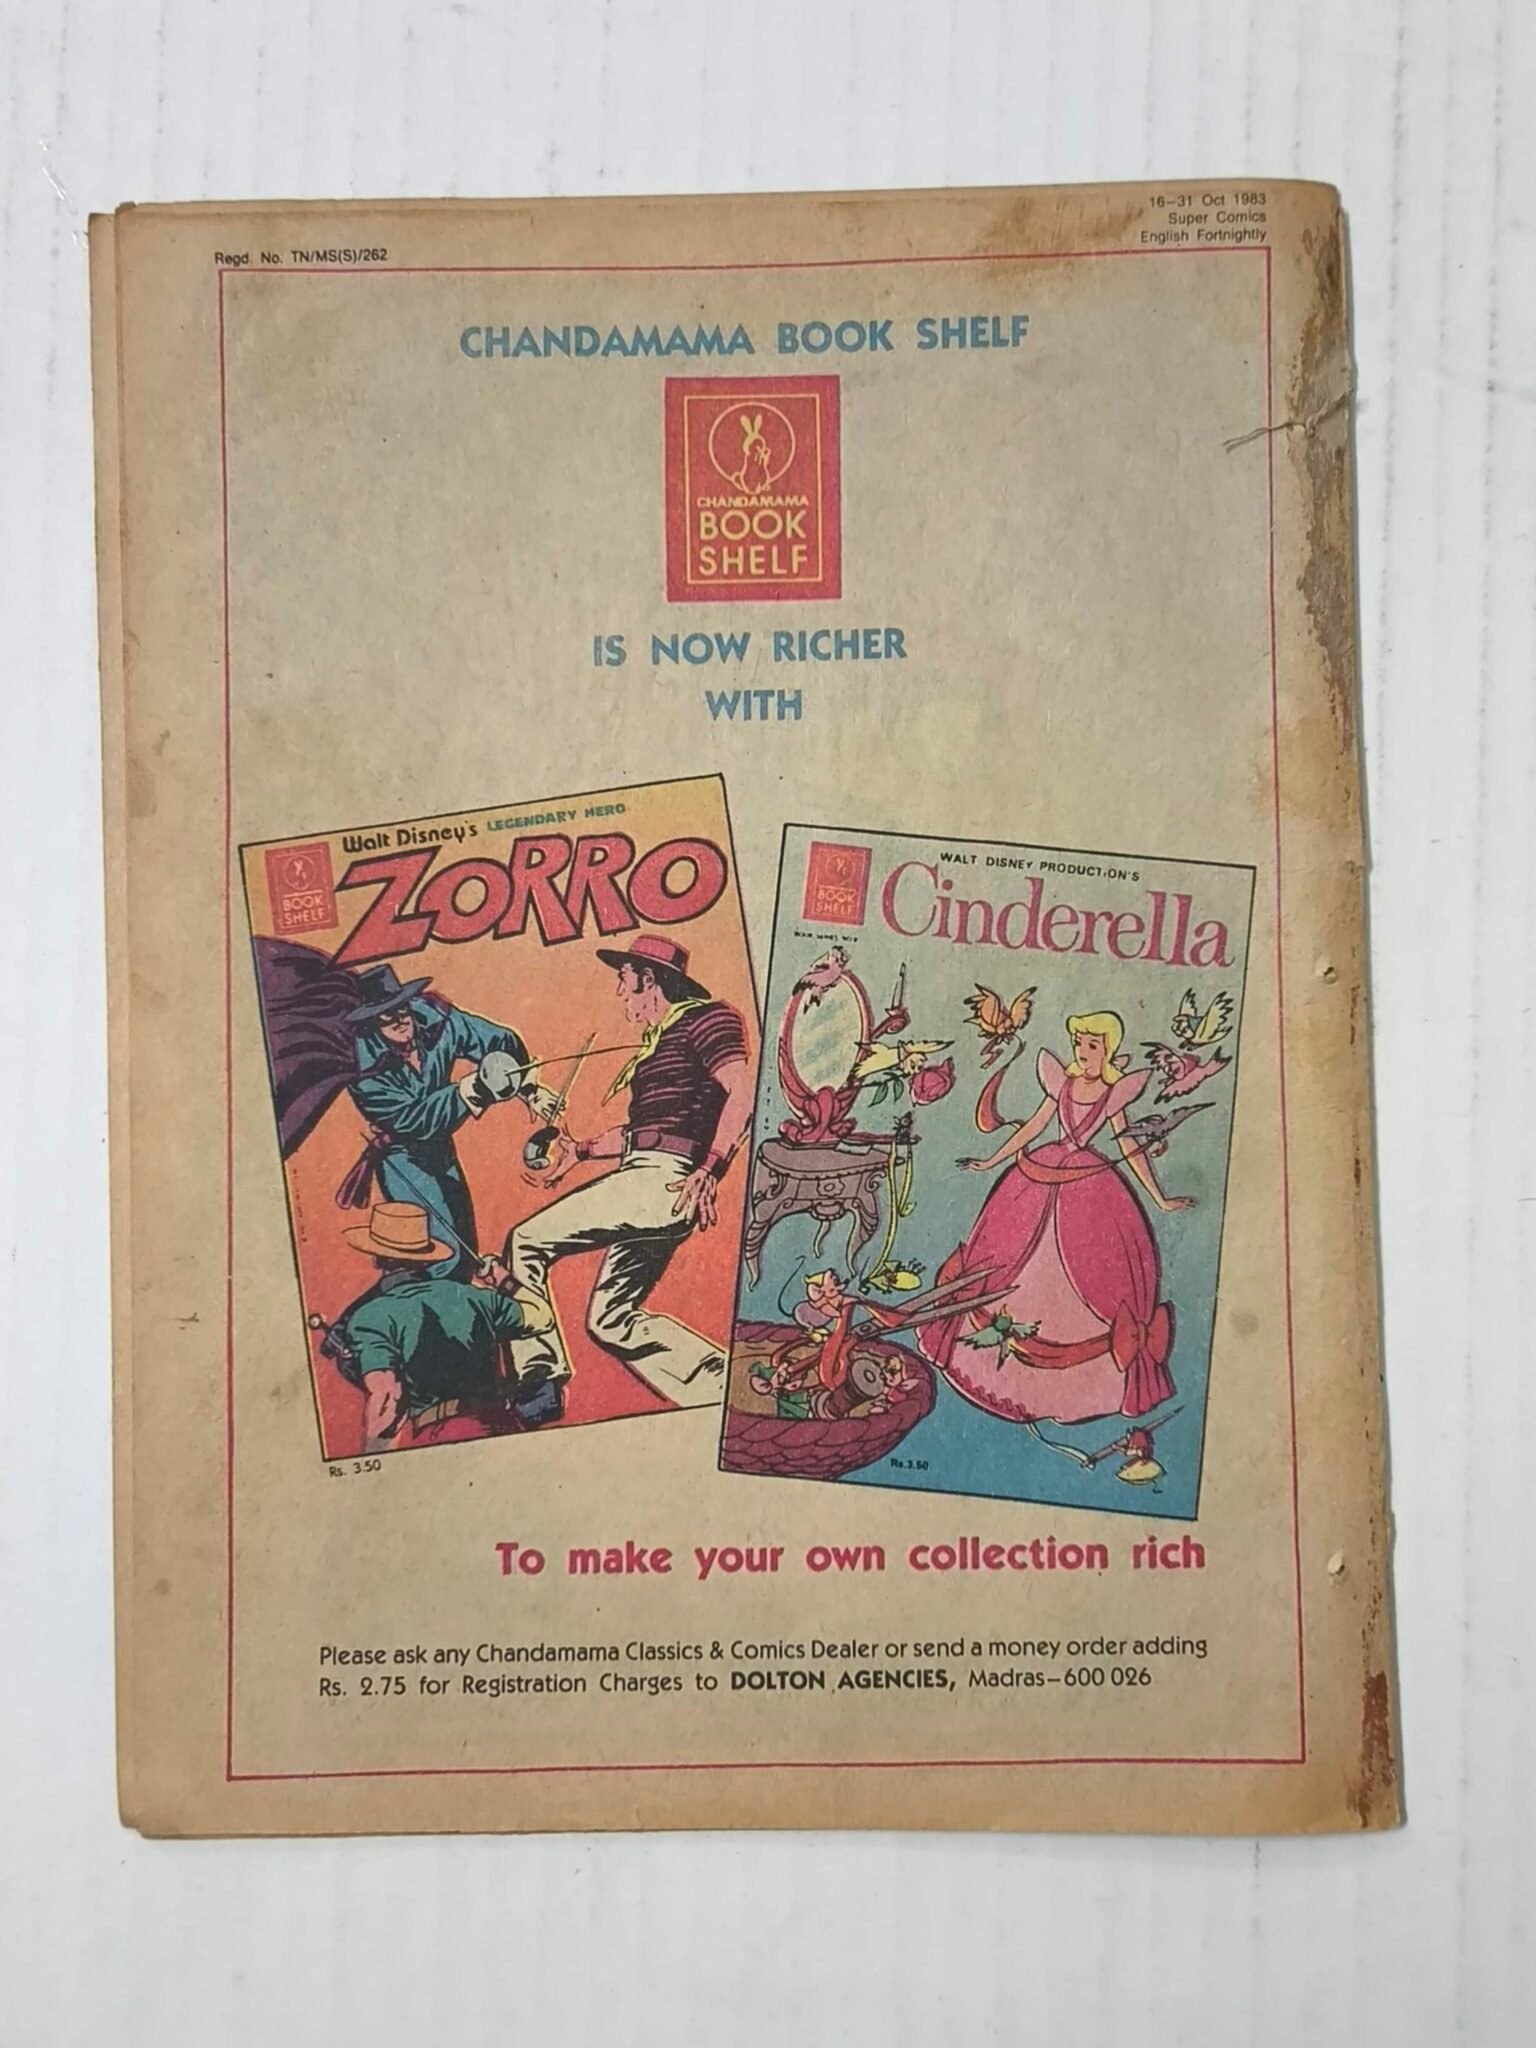 16-31 Oct 1983
Super Comics
English Fortnightly
Regd. No. TN/MS(S)/262
CHANDAMAMA BOOK SHELF
CHANDAMAMA
BOOK
SHELF
IS NOW RICHER
WITH
Walt Disney's LEGENDARY HERO
ZORRO
BOOK
SHELF
Rs. 3.50
WALT DISNEY PRODUCTION'S
Cinderella
BOOK
SHELF
Rs.3.50
To make your own collection rich
Please ask any Chandamama Classics & Comics Dealer or send a money order adding
Rs. 2.75 for Registration Charges to DOLTON AGENCIES, Madras-600 026